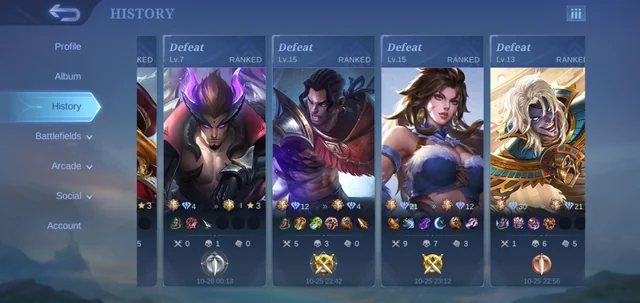 HISTORY
Profile
Album
History
Battlefields
Arcade
Social
Account
KED
3
5
Defeat
Lv.7 RANKED
4 3
0 1 0
10-26 00:13
Defeat
Lv.15 RANKED
12 4
5 3 0
10-25 23:42
Defeat
Lv.15 RANKED
21 12
9 7 3
10-25 23:12
Defeat
Lv.13 RANKED
30 21
1 6 5
10-25 22:56